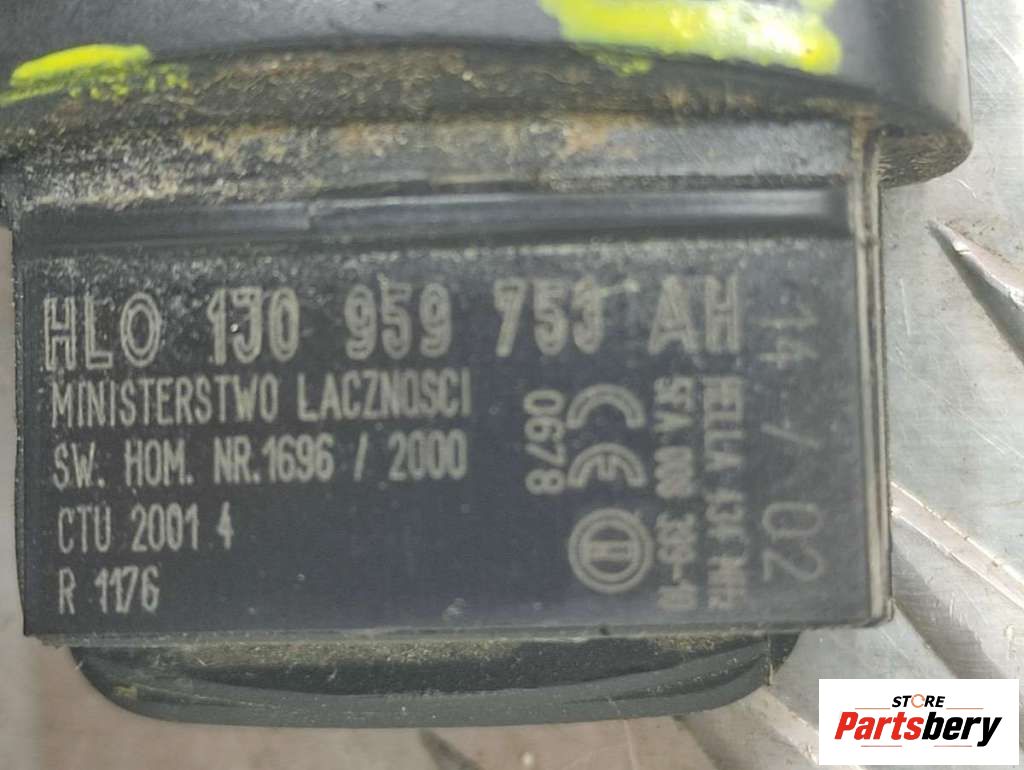 HLO 1J0 959 753 AH
MINISTERSTWO LACZNOSCI
SW. HOM. NR.1696 / 2000
CTU 2001 4
R 1176
CE
0678
HELLA 434 MHz
5FA 008 399-10
14 / 02
STORE
Partsbery